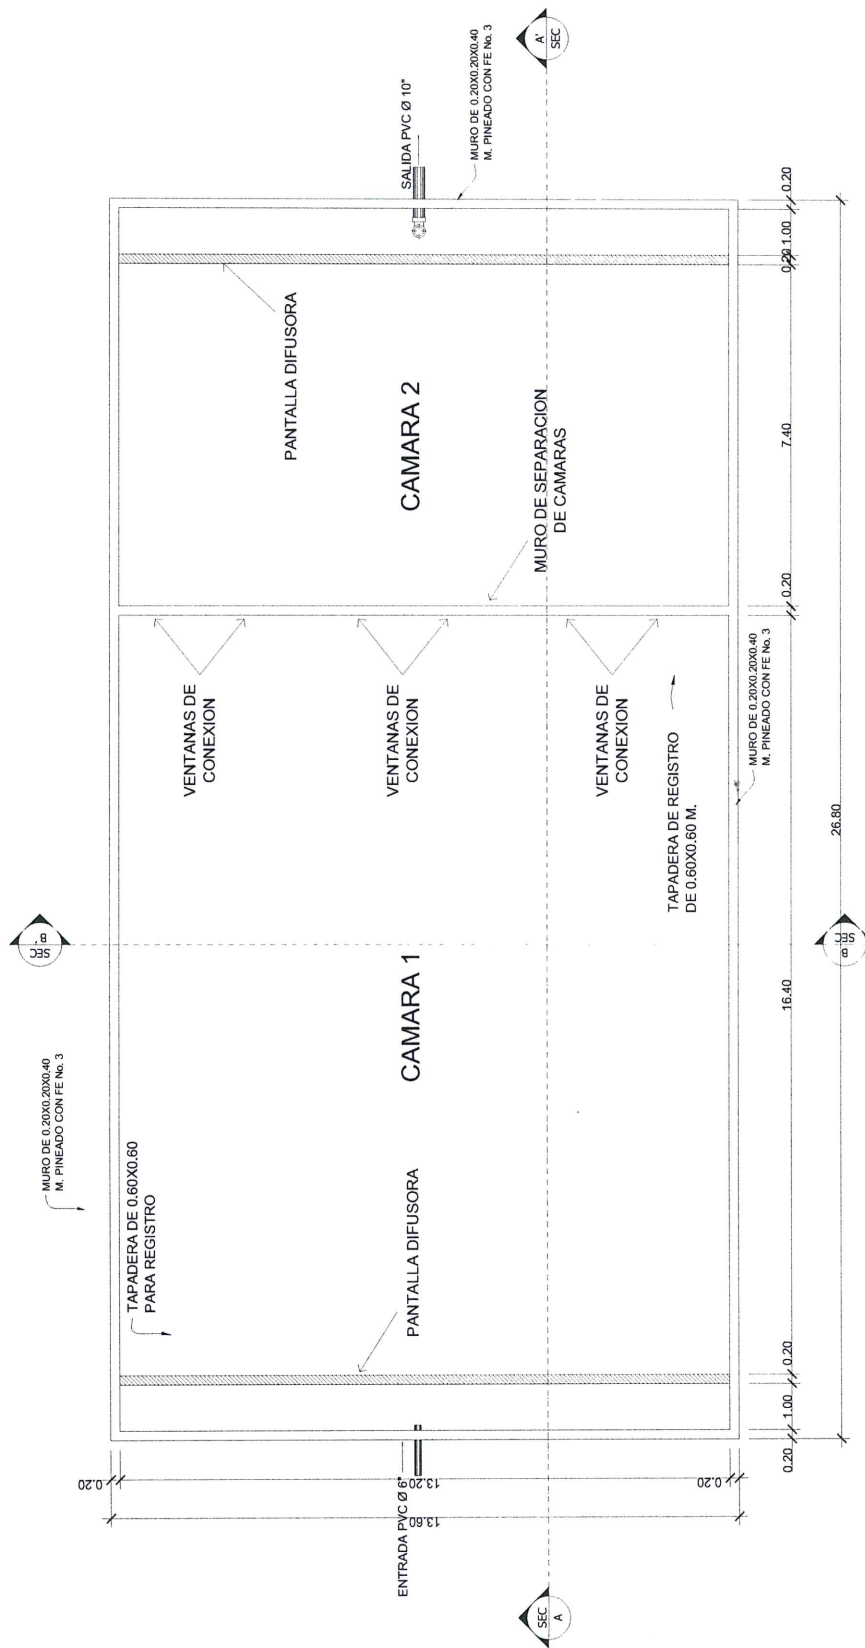 MURO DE 0.20X0.20X0.40
M. PINEADO CON FE No. 3
TAPADERA DE 0.60X0.60
PARA REGISTRO
SEC
B'
VENTANAS DE
CONEXION
PANTALLA DIFUSORA
SALIDA PVC Ø 10"
MURO DE 0.20X0.20X0.40
M. PINEADO CON FE No. 3
A'
SEC
0.20
13.20
0.20
13.60
ENTRADA PVC Ø 9"
PANTALLA DIFUSORA
CAMARA 1
VENTANAS DE
CONEXION
CAMARA 2
MURO DE SEPARACION
DE CAMARAS
VENTANAS DE
CONEXION
TAPADERA DE REGISTRO
DE 0.60X0.60 M.
MURO DE 0.20X0.20X0.40
M. PINEADO CON FE No. 3
SEC
A
0.20
1.00
0.20
16.40
0.20
7.40
0.20
1.00
0.20
26.80
SEC
B